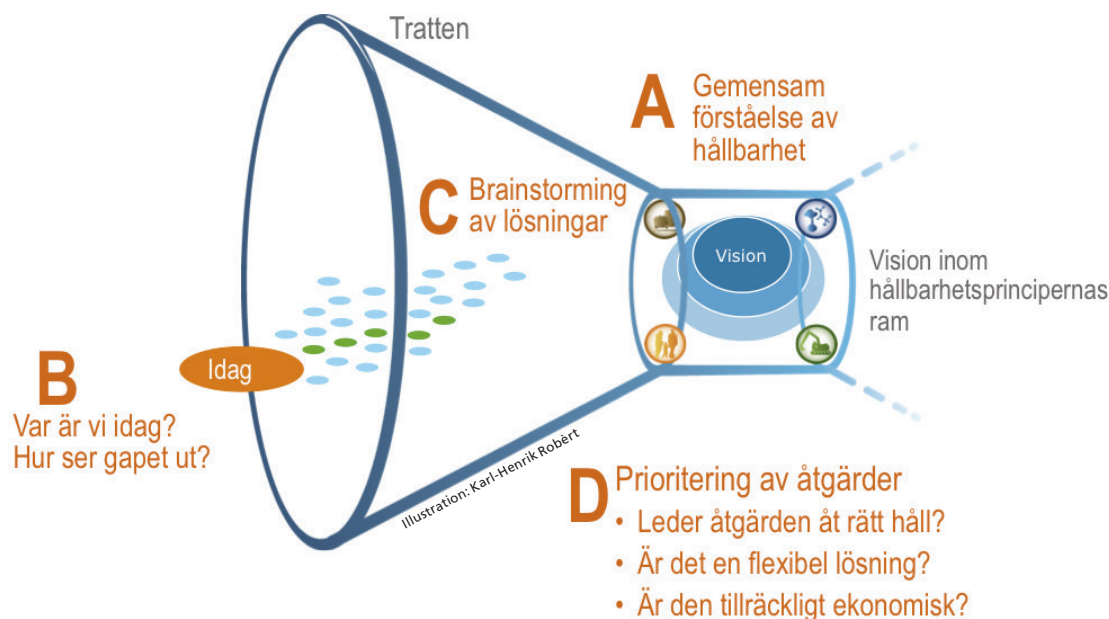 Tratten
A
Gemensam
förståelse av
hållbarhet
C
Brainstorming
av lösningar
Vision
Vision inom
hållbarhetsprincipernas
ram
B
Idag
Var är vi idag?
Hur ser gapet ut?
Illustration: Karl-Henrik Robèrt
D
Prioritering av åtgärder
• Leder åtgärden åt rätt håll?
• Är det en flexibel lösning?
• Är den tillräckligt ekonomisk?